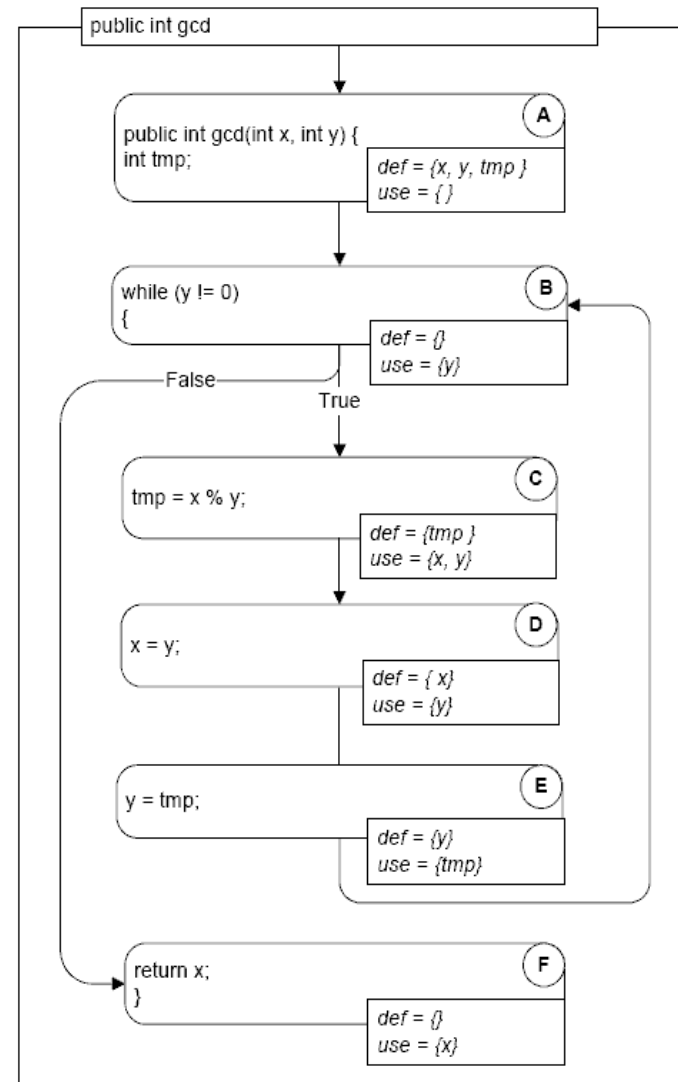 public int gcd
A
public int gcd(int x, int y) {
int tmp;
def = {x, y, tmp }
use = { }
B
while (y != 0)
{
def = {}
use = {y}
False
True
C
tmp = x % y;
def = {tmp }
use = {x, y}
D
x = y;
def = { x}
use = {y}
E
y = tmp;
def = {y}
use = {tmp}
F
return x;
}
def = {}
use = {x}